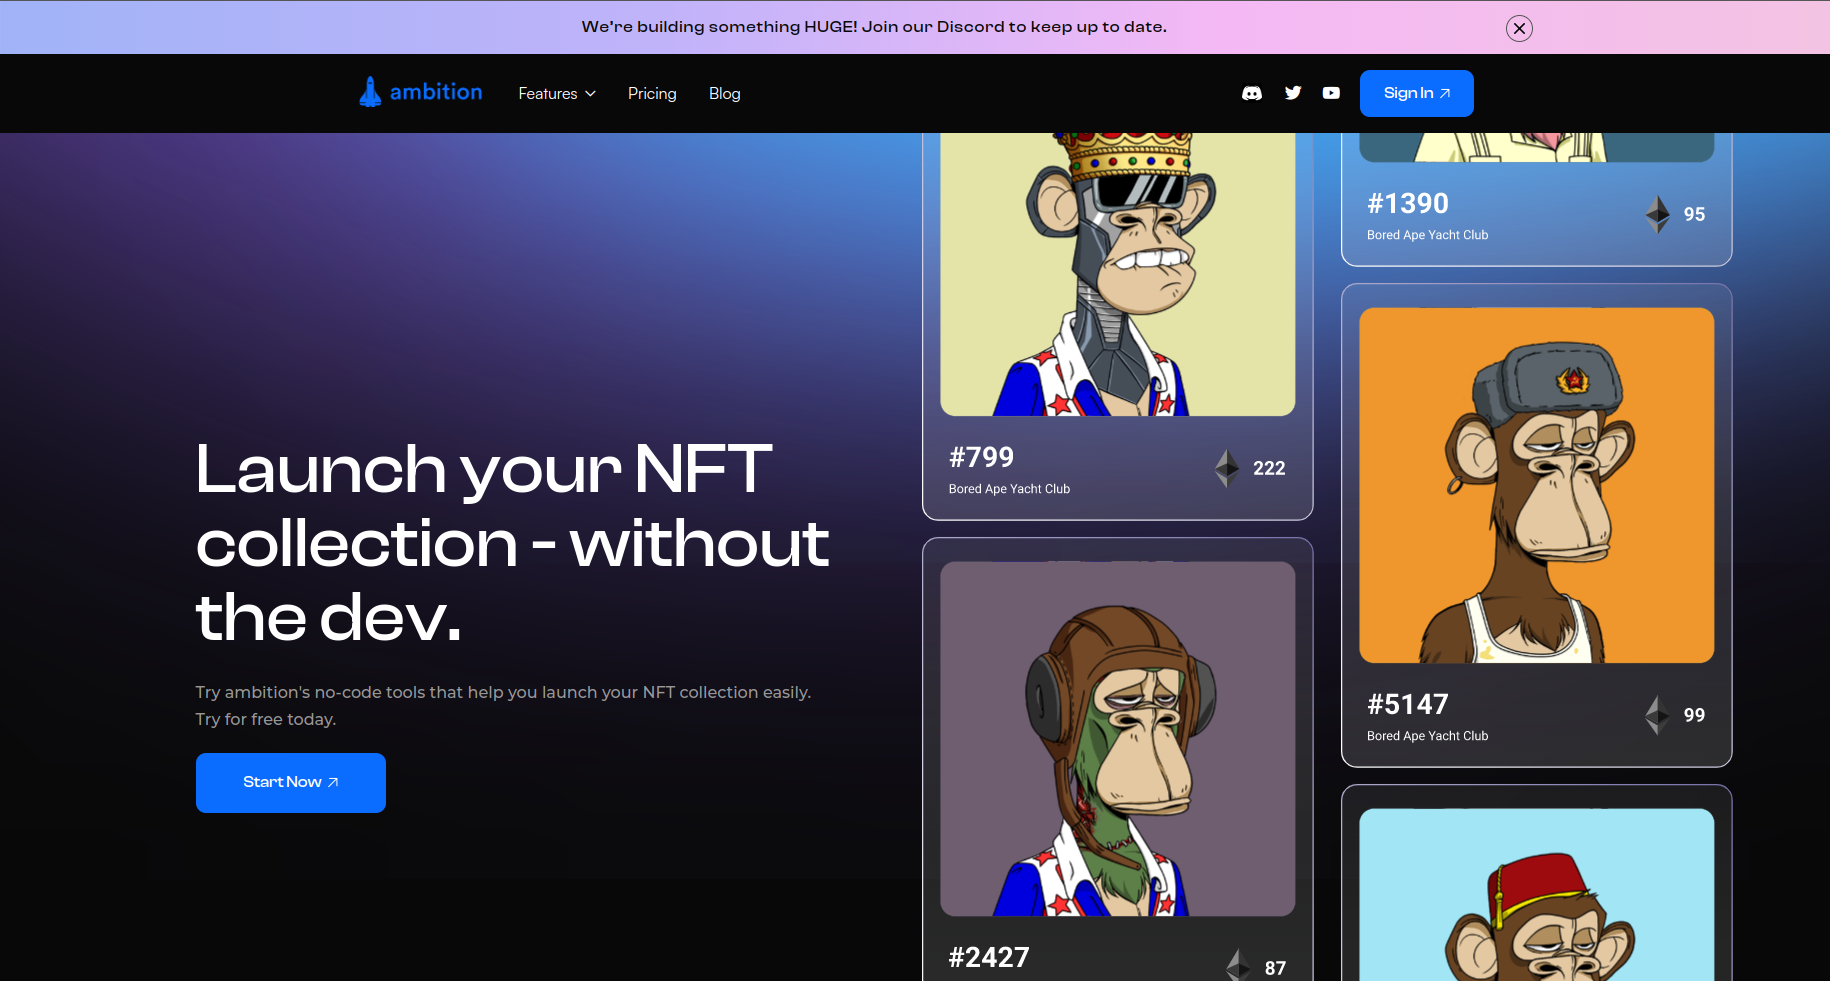 We're building something HUGE! Join our Discord to keep up to date.
ambition
Features
Pricing
Blog
Sign In
Launch your NFT
collection - without
the dev.
Try ambition's no-code tools that help you launch your NFT collection easily.
Try for free today.
Start Now
#799
222
Bored Ape Yacht Club
#2427
87
#1390
95
Bored Ape Yacht Club
#5147
99
Bored Ape Yacht Club